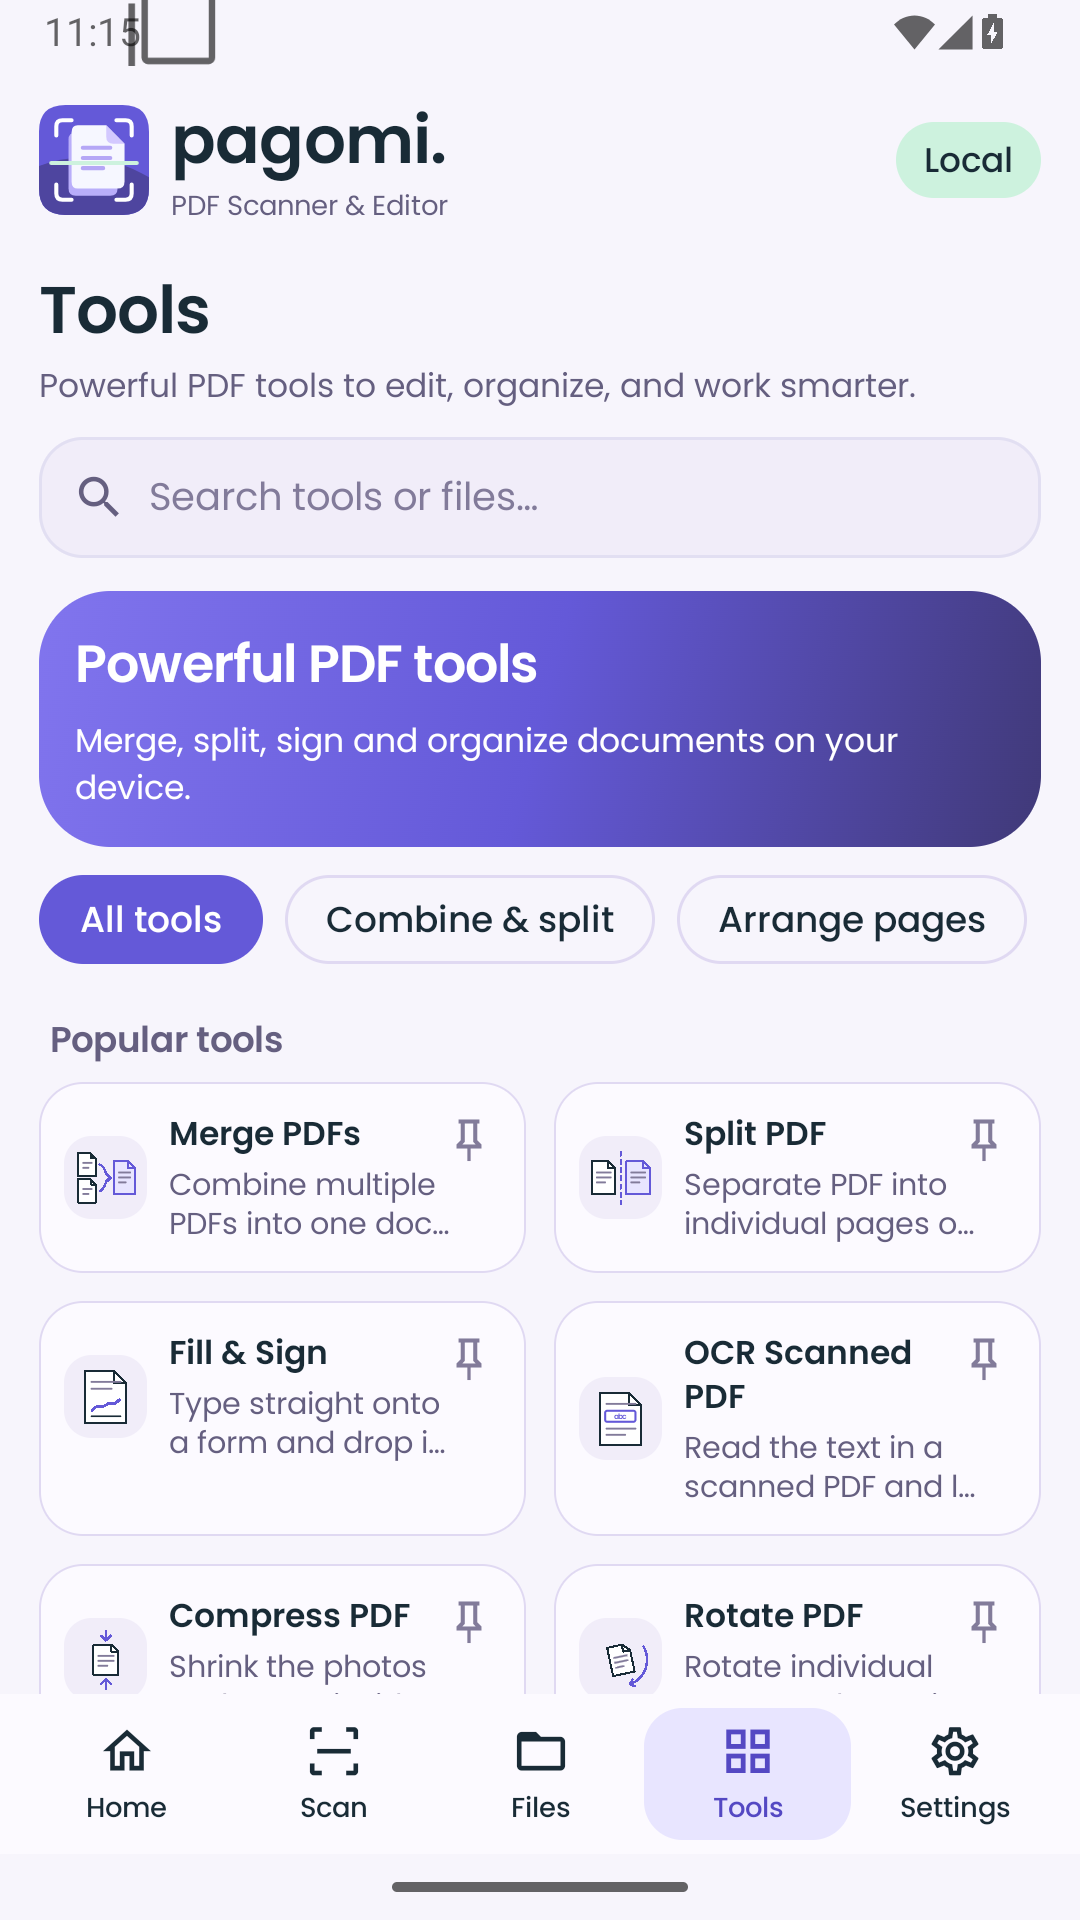 11:15
pagomi.
PDF Scanner & Editor
Local
Tools
Powerful PDF tools to edit, organize, and work smarter.
Search tools or files...
Powerful PDF tools
Merge, split, sign and organize documents on your
device.
All tools
Combine & split
Arrange pages
Popular tools
Merge PDFs
Combine multiple
PDFs into one doc...
Split PDF
Separate PDF into
individual pages o...
Fill & Sign
Type straight onto
a form and drop i...
abc
OCR Scanned
PDF
Read the text in a
scanned PDF and l...
Compress PDF
Shrink the photos
Rotate PDF
Rotate individual
Home
Scan
Files
Tools
Settings